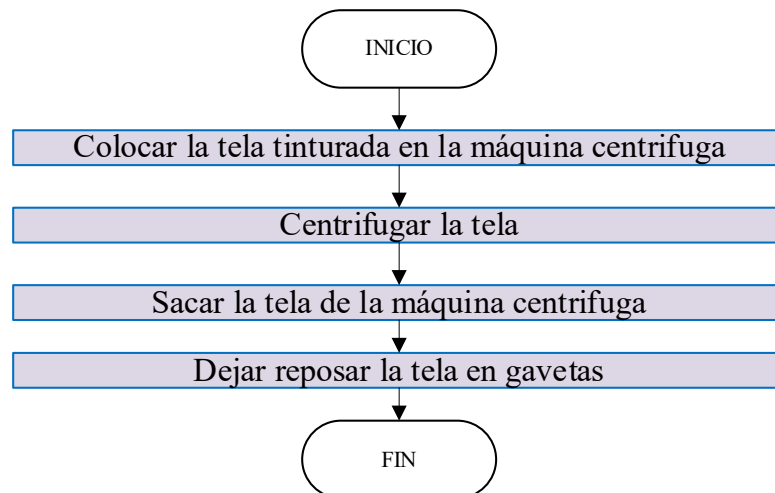 INICIO
Colocar la tela tinturada en la máquina centrifuga
Centrifugar la tela
Sacar la tela de la máquina centrifuga
Dejar reposar la tela en gavetas
FIN